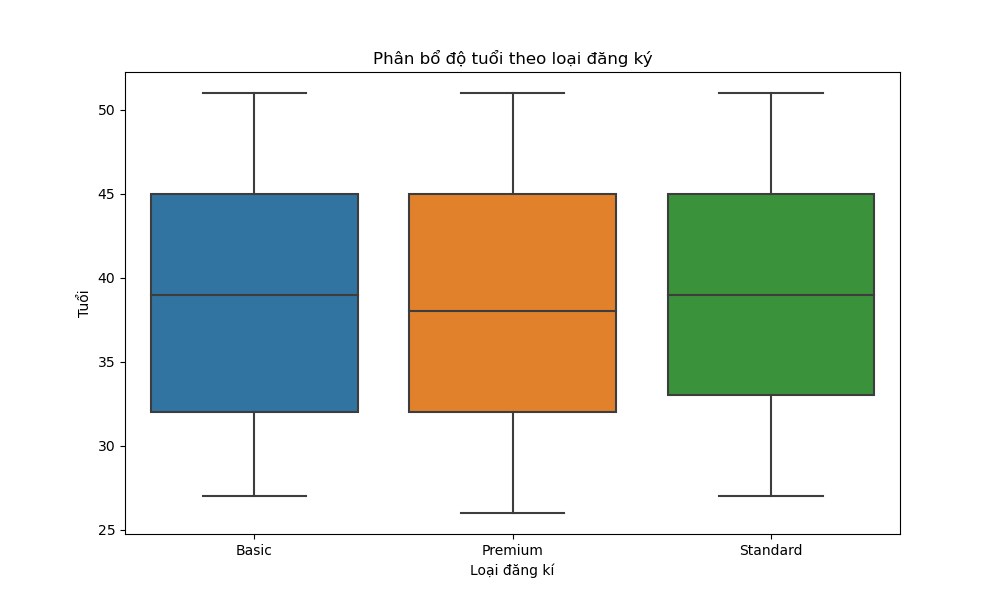 Phân bổ độ tuổi theo loại đăng ký
50
45
40
35
30
25
Tuổi
Basic
Premium
Standard
Loại đăng kí